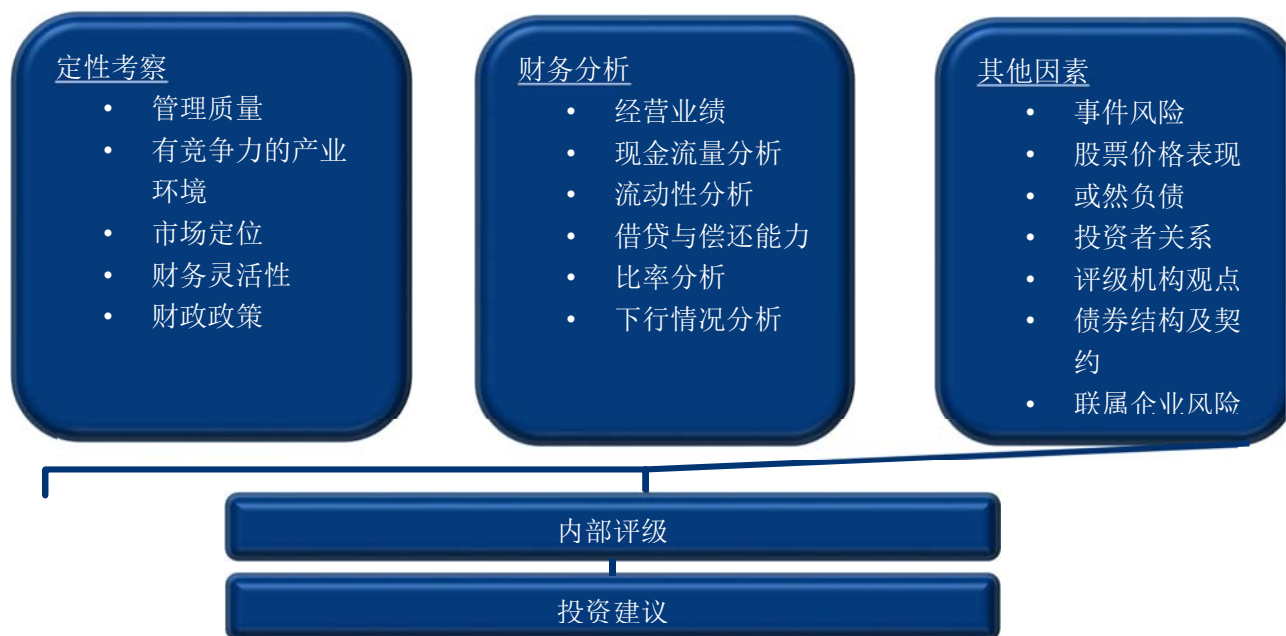 定性考察
• 管理质量
• 有竞争力的产业
环境
• 市场定位
• 财务灵活性
• 财政政策
财务分析
• 经营业绩
• 现金流量分析
• 流动性分析
• 借贷与偿还能力
• 比率分析
• 下行情况分析
其他因素
• 事件风险
• 股票价格表现
• 或然负债
• 投资者关系
• 评级机构观点
• 债券结构及契
约
• 联属企业风险
内部评级
投资建议